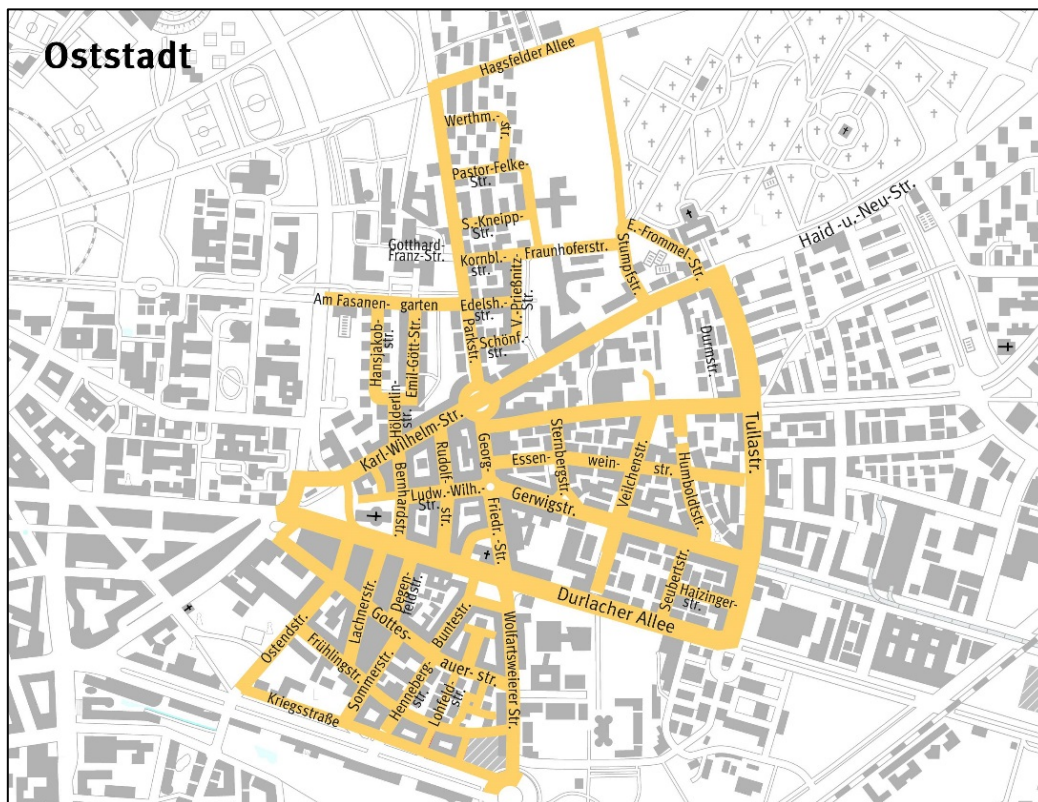 Oststadt
Hagsfelder Allee
Werthm.-
str.
Pastor-Felke-
Str.
S.-Kneipp-
Str.
Gotthard-
Franz-Str.
Kornbl.-
str.
Fraunhoferstr.
Stumpfstr.
E.-Frommel-Str.
Haid -u.-Neu-Str.
V.-Prießnitz-
Str.
Am Fasanen-
garten
Edelsh.-
str.
Parkstr.
Schönf.-
str.
Hansjakob-
str.
Emil-Gött-Str.
Hölderlin-
str.
Durmstr.
Karl-Wilhelm-Str.
Tullastr.
Georg-
Friedr.-Str.
Sternbergstr.
Essen-
wein-
str.
Veilchenstr.
Humboldtstr.
Rudolf-
str.
Bernhardstr.
Ludw.-Wilh.-
Str.
Gerwigstr.
Seubertstr.
Haizinger-
str.
Durlacher Allee
Degen-
feldstr.
Lachnerstr.
Gottes-
auer-
str.
Buntestr.
Wolfartsweierer Str.
Ostendstr.
Frühlingstr.
Sommerstr.
Henneberg-
str.
Lohfeld-
str.
Kriegsstraße